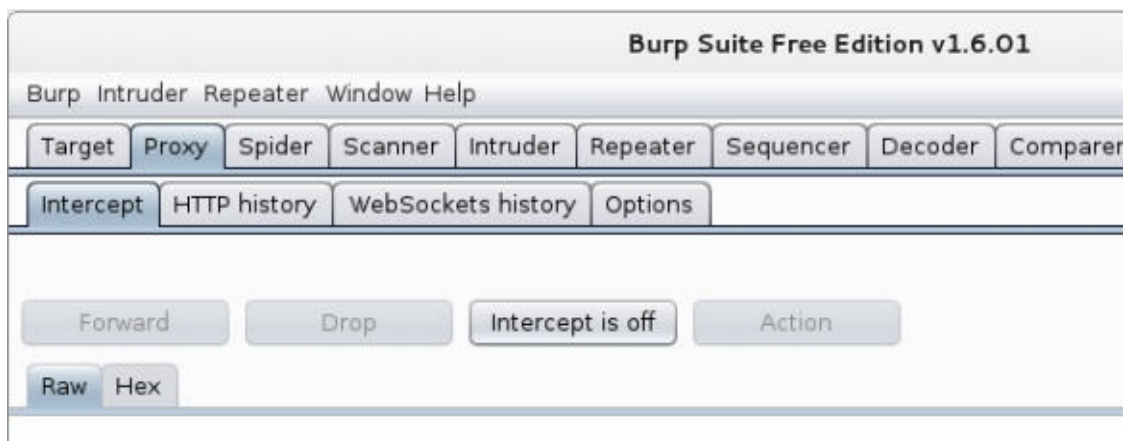 Burp Suite Free Edition v1.6.01
Burp Intruder Repeater Window Help
Target Proxy Spider Scanner Intruder Repeater Sequencer Decoder Comparer
Intercept HTTP history WebSockets history Options
Forward Drop Intercept is off Action
Raw Hex